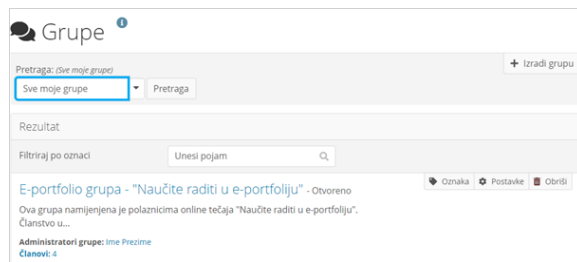 Grupe
Pretraga: (Sve moje grupe)
+ Izradi grupu
Sve moje grupe
Pretraga
Rezultat
Filtriraj po oznaci
Unesi pojam
E-portfolio grupa - "Naučite raditi u e-portfoliju" - Otvoreno
Oznaka
Postavke
Obriši
Ova grupa namijenjena je polaznicima online tečaja "Naučite raditi u e-portfoliju".
Članstvo u...
Administratori grupe: Ime Prezime
Članovi: 4